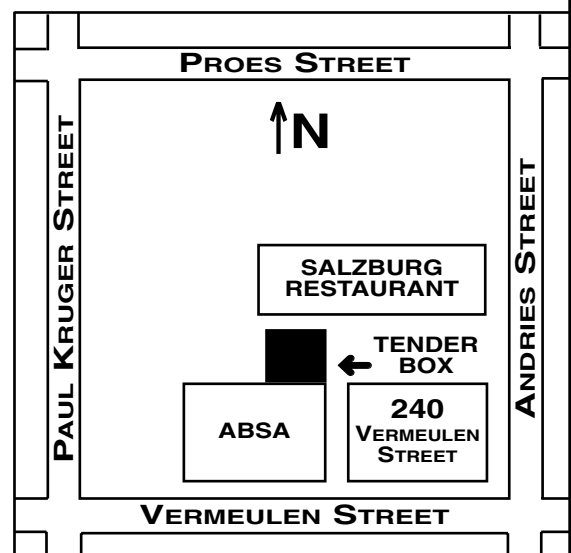 PROES STREET
N
PAUL KRUGER STREET
ANDRIES STREET
SALZBURG
RESTAURANT
TENDER
BOX
ABSA
240
VERMEULEN
STREET
VERMEULEN STREET